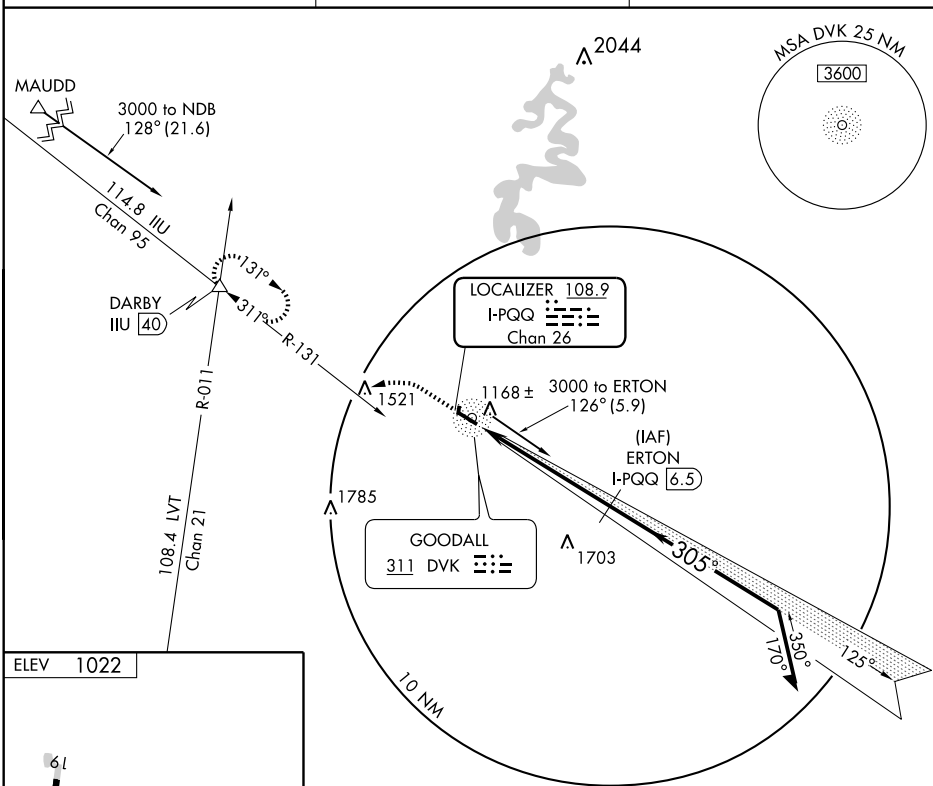 2044
MSA DVK 25 NM
3600
MAUDD
3000 to NDB
128° (21.6)
114.8 IIU
Chan 95
131°
311°
R-131
DARBY
IIU 40
R-011
108.4 LVT
Chan 21
LOCALIZER 108.9
I-PQQ
Chan 26
1521
1168 ±
3000 to ERTON
126° (5.9)
(IAF)
ERTON
I-PQQ 6.5
1785
GOODALL
311 DVK
1703
305°
350°
170°
125°
10 NM
ELEV 1022
19